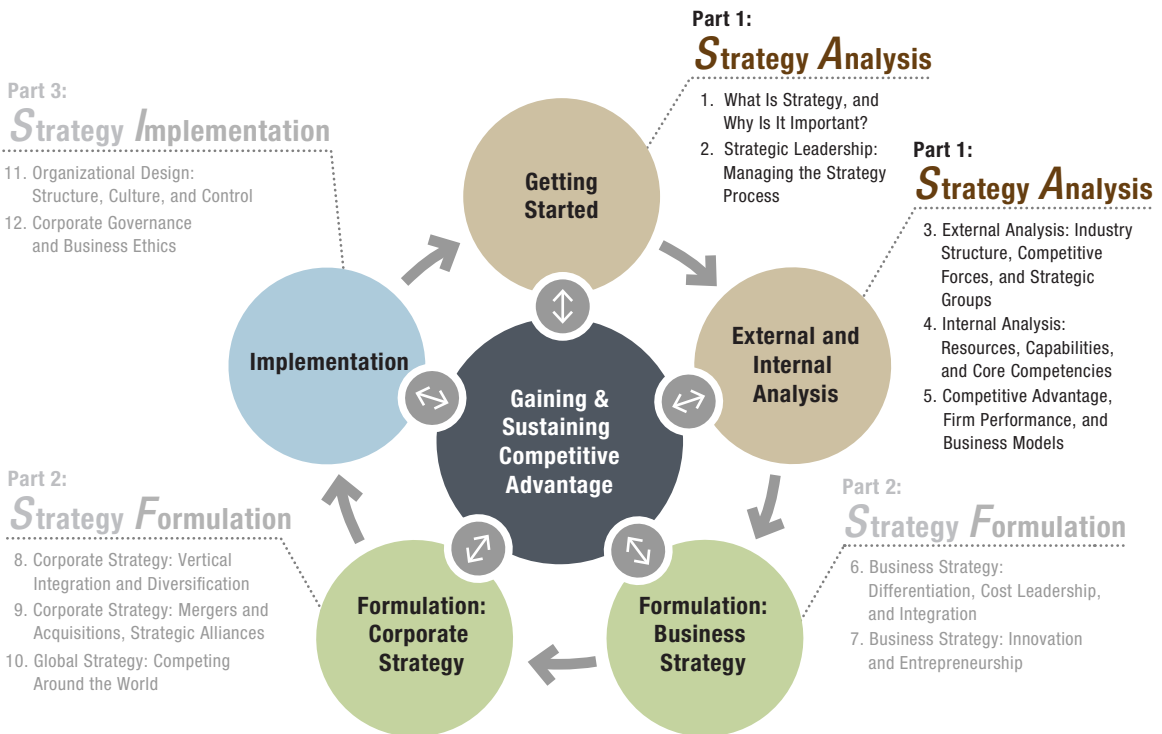 Part 1:
Strategy Analysis
1. What Is Strategy, and
Why Is It Important?
2. Strategic Leadership:
Managing the Strategy
Process
Part 1:
Strategy Analysis
3. External Analysis: Industry
Structure, Competitive
Forces, and Strategic
Groups
4. Internal Analysis:
Resources, Capabilities,
and Core Competencies
5. Competitive Advantage,
Firm Performance, and
Business Models
Part 2:
Strategy Formulation
6. Business Strategy:
Differentiation, Cost Leadership,
and Integration
7. Business Strategy: Innovation
and Entrepreneurship
Part 2:
Strategy Formulation
8. Corporate Strategy: Vertical
Integration and Diversification
9. Corporate Strategy: Mergers and
Acquisitions, Strategic Alliances
10. Global Strategy: Competing
Around the World
Part 3:
Strategy Implementation
11. Organizational Design:
Structure, Culture, and Control
12. Corporate Governance
and Business Ethics
Getting
Started
External and
Internal
Analysis
Formulation:
Business
Strategy
Formulation:
Corporate
Strategy
Implementation
Gaining &
Sustaining
Competitive
Advantage